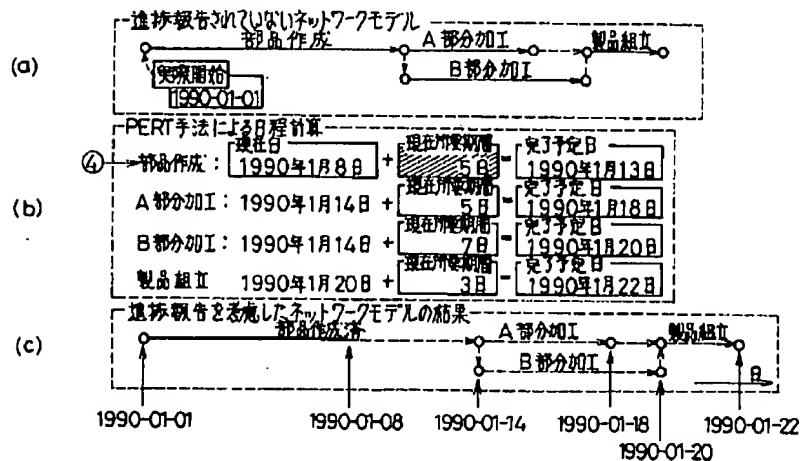 進捗報告されていないネットワークモデル
部品作成
A部分加工
製品組立
B部分加工
(a)
実際開始
1990-01-01
PERT手法による日程計算
現在日
現在所要期間
完了予定日
④
部品作成: 1990年1月8日 + 5日 = 1990年1月13日
現在所要期間
完了予定日
A部分加工: 1990年1月14日 + 5日 = 1990年1月18日
(b)
現在所要期間
完了予定日
B部分加工: 1990年1月14日 + 7日 = 1990年1月20日
現在所要期間
完了予定日
製品組立 1990年1月20日 + 3日 = 1990年1月22日
進捗報告を考慮したネットワークモデルの結果
部品作成済
A部分加工
製品組立
(c)
B部分加工
日
1990-01-01
1990-01-08
1990-01-14
1990-01-18
1990-01-22
1990-01-20